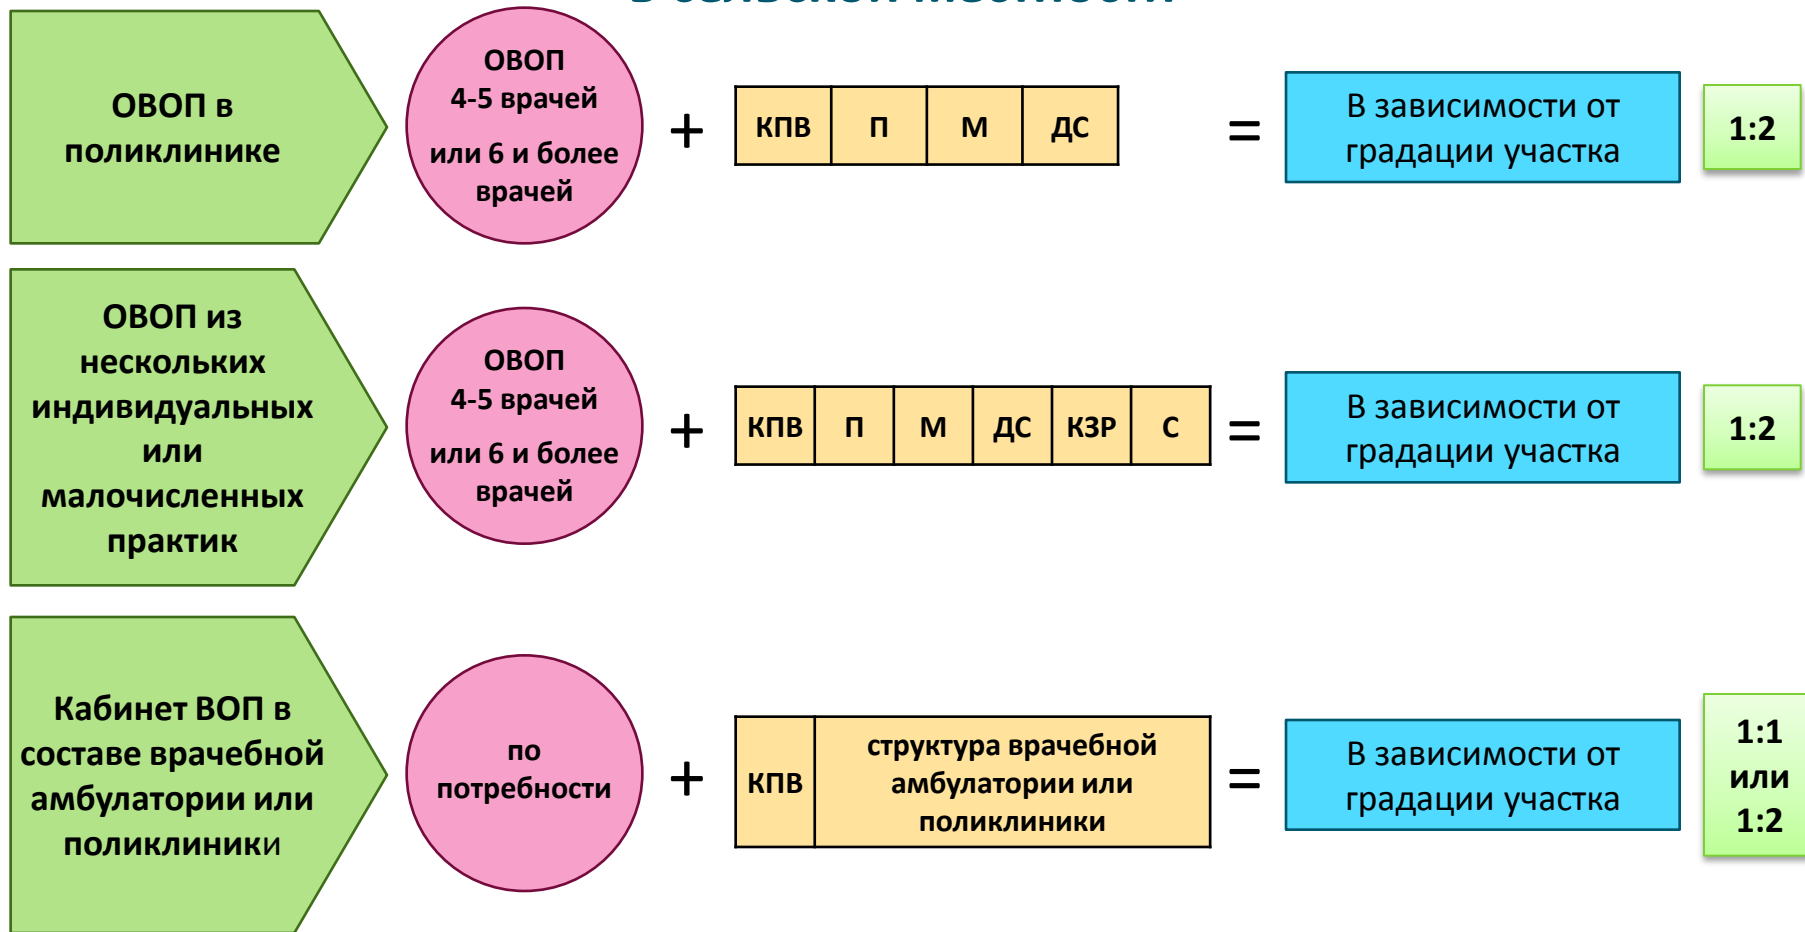 в сельской местности
ОВОП в
поликлинике
ОВОП
4-5 врачей
или 6 и более
врачей
+
КПВ П М ДС
=
В зависимости от
градации участка
1:2
ОВОП из
нескольких
индивидуальных
или
малочисленных
практик
ОВОП
4-5 врачей
или 6 и более
врачей
+
КПВ П М ДС КЗР С
=
В зависимости от
градации участка
1:2
Кабинет ВОП в
составе врачебной
амбулатории или
поликлиники
по
потребности
+
КПВ
структура врачебной
амбулатории или
поликлиники
=
В зависимости от
градации участка
1:1
или
1:2